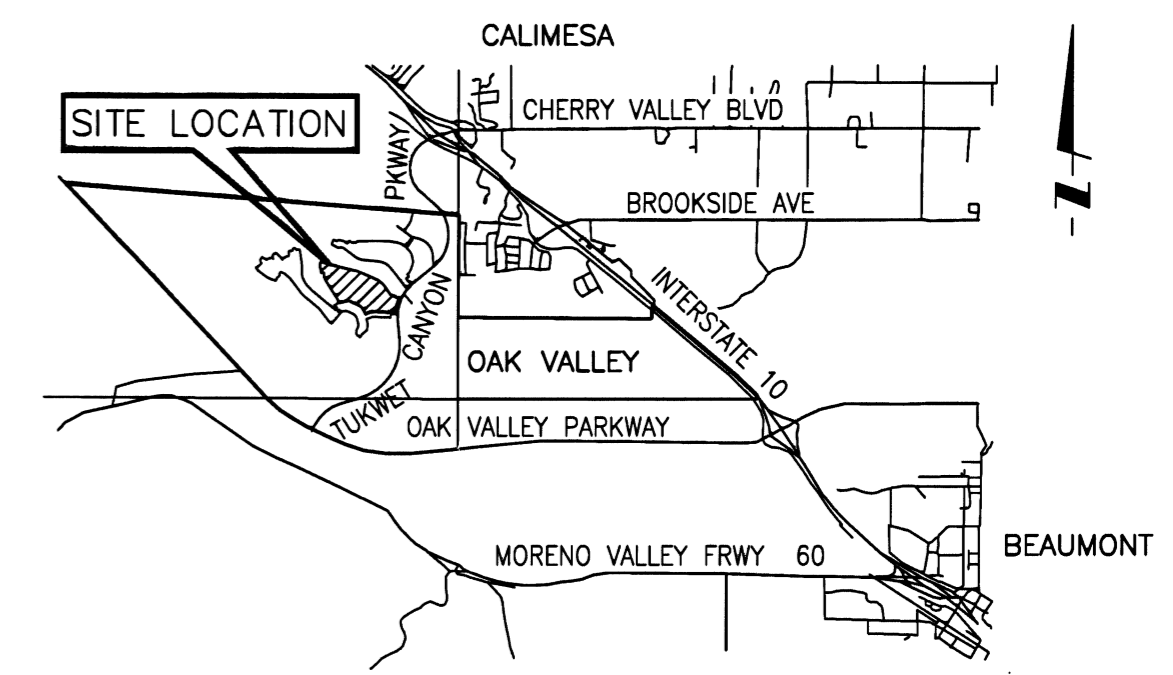 CALIMESA
SITE LOCATION
CHERRY VALLEY BLVD
PKWAY
BROOKSIDE AVE
N
INTERSTATE 10
CANYON
OAK VALLEY
TUKWET
OAK VALLEY PARKWAY
MORENO VALLEY FRWY 60
BEAUMONT